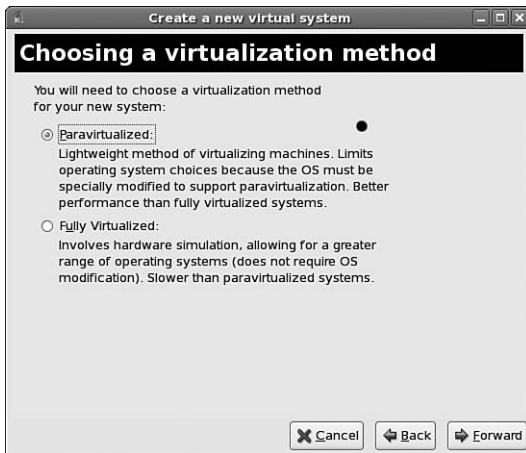 Create a new virtual system
Choosing a virtualization method
You will need to choose a virtualization method
for your new system:
Paravirtualized:
Lightweight method of virtualizing machines. Limits
operating system choices because the OS must be
specially modified to support paravirtualization. Better
performance than fully virtualized systems.
Fully Virtualized:
Involves hardware simulation, allowing for a greater
range of operating systems (does not require OS
modification). Slower than paravirtualized systems.
Cancel Back Forward